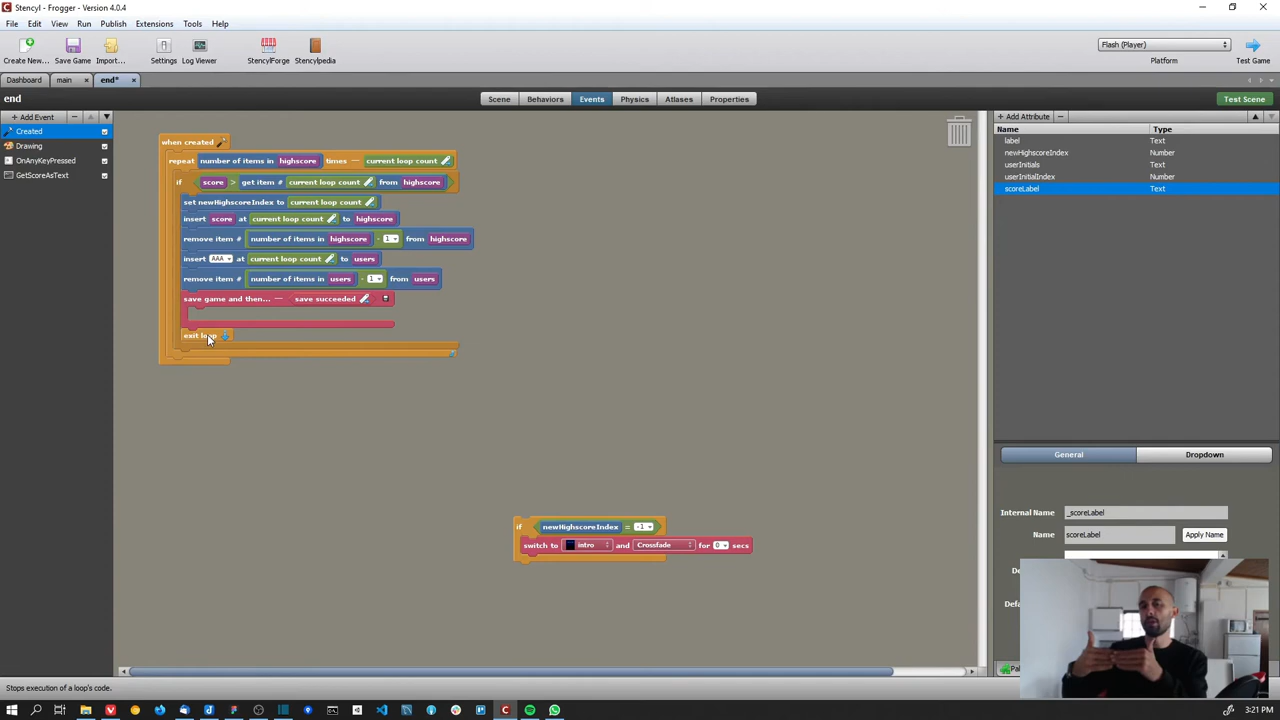 Stencyl - Frogger - Version 4.0.4
File Edit View Run Publish Extensions Tools Help
Create New... Save Game Import... Settings Log Viewer StencylForge Stencylpedia
Flash (Player)
Platform Test Game
Dashboard main end*
end
Scene Behaviors Events Physics Atlases Properties
Test Scene
Add Event
Created
Drawing
OnAnyKeyPressed
GetScoreAsText
when created
repeat number of items in highscore times — current loop count
if score > get item # current loop count from highscore
set newHighscoreIndex to current loop count
insert score at current loop count to highscore
remove item # number of items in highscore - 1 from highscore
insert AAA at current loop count to users
remove item # number of items in users - 1 from users
save game and then... — save succeeded
exit loop
if newHighscoreIndex = -1
switch to intro and Crossfade for 0 secs
Add Attribute
Name Type
label Text
newHighscoreIndex Number
userInitials Text
userInitialIndex Number
scoreLabel Text
General Dropdown
Internal Name _scoreLabel
Name scoreLabel Apply Name
Stops execution of a loop's code.
3:21 PM